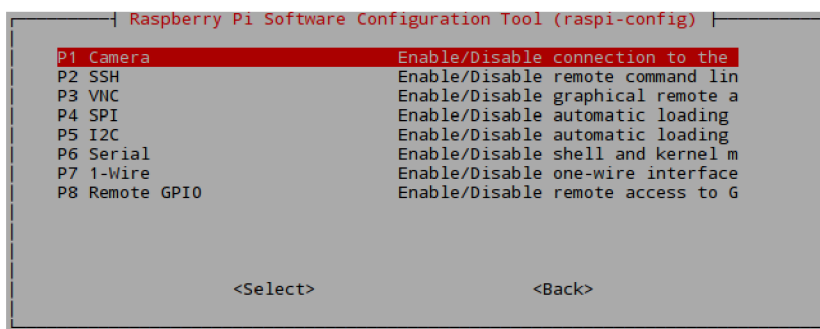 Raspberry Pi Software Configuration Tool (raspi-config)
P1 Camera Enable/Disable connection to the
P2 SSH Enable/Disable remote command lin
P3 VNC Enable/Disable graphical remote a
P4 SPI Enable/Disable automatic loading
P5 I2C Enable/Disable automatic loading
P6 Serial Enable/Disable shell and kernel m
P7 1-Wire Enable/Disable one-wire interface
P8 Remote GPIO Enable/Disable remote access to G
<Select> <Back>